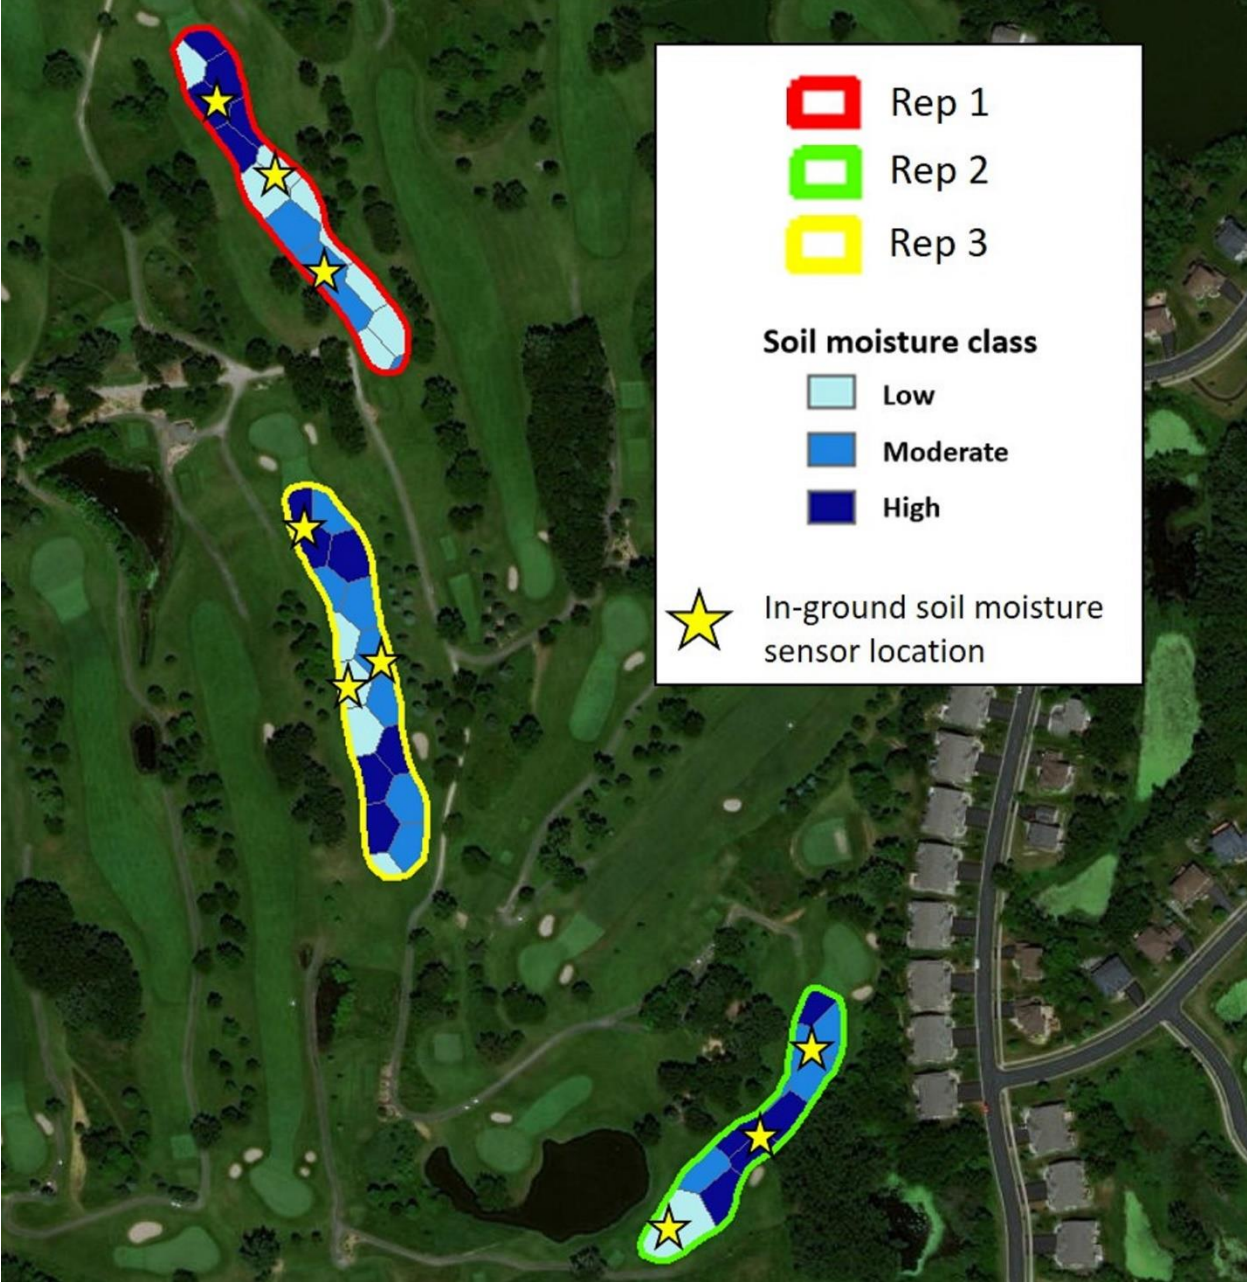 Rep 1
Rep 2
Rep 3
Soil moisture class
Low
Moderate
High
In-ground soil moisture
sensor location